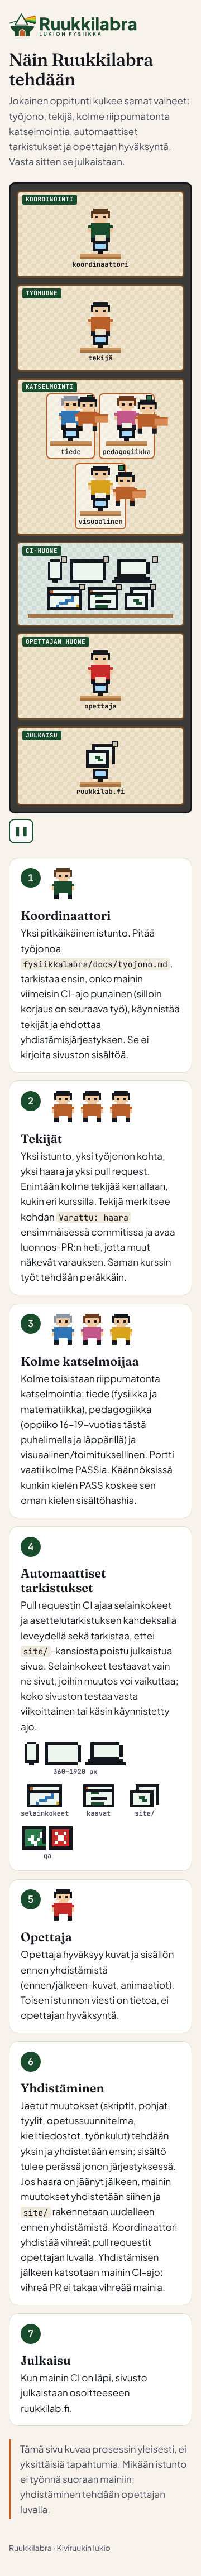 Ruukkilabra
LUKION FYSIIKKA
Näin Ruukkilabra
tehdään
Jokainen oppitunti kulkee samat vaiheet:
työjono, tekijä, kolme riippumatonta
katselmointia, automaattiset
tarkistukset ja opettajan hyväksyntä.
Vasta sitten se julkaistaan.
KOORDINOINTI
koordinaattori
TYÖHUONE
tekijä
KATSELMOINTI
tiede
pedagogiikka
visuaalinen
CI-HUONE
OPETTAJAN HUONE
opettaja
JULKAISU
ruukkilab.fi
1
Koordinaattori
Yksi pitkäikäinen istunto. Pitää
työjonoa
fysiikkalabra/docs/tyojono.md,
tarkistaa ensin, onko mainin
viimeisin CI-ajo punainen (silloin
korjaus on seuraava työ), käynnistää
tekijät ja ehdottaa
yhdistämisjärjestyksen. Se ei
kirjoita sivuston sisältöä.
2
Tekijät
Yksi istunto, yksi työjonon kohta,
yksi haara ja yksi pull request.
Enintään kolme tekijää kerrallaan,
kukin eri kurssilla. Tekijä merkitsee
kohdan Varattu: haara
ensimmäisessä commitissa ja avaa
luonnos-PR:n heti, jotta muut
näkevät varauksen. Saman kurssin
työt tehdään peräkkäin.
3
Kolme katselmoijaa
Kolme toisistaan riippumatonta
katselmointia: tiede (fysiikka ja
matematiikka), pedagogiikka
(oppiiko 16–19-vuotias tästä
puhelimella ja läppärillä) ja
visuaalinen/toimituksellinen. Portti
vaatii kolme PASSia. Käännöksissä
kunkin kielen PASS koskee sen
oman kielen sisältöhashia.
4
Automaattiset
tarkistukset
Pull requestin CI ajaa selainkokeet
ja asettelutarkistuksen kahdeksalla
leveydellä sekä tarkistaa, ettei
site/-kansiosta poistu julkaistua
sivua. Selainkokeet testaavat vain
ne sivut, joihin muutos voi vaikuttaa;
koko sivuston testaa vasta
viikoittainen tai käsin käynnistetty
ajo.
360–1920 px
selainkokeet
kaavat
site/
qa
5
Opettaja
Opettaja hyväksyy kuvat ja sisällön
ennen yhdistämistä
(ennen/jälkeen-kuvat, animaatiot).
Toisen istunnon viesti on tietoa, ei
opettajan hyväksyntä.
6
Yhdistäminen
Jaetut muutokset (skriptit, pohjat,
tyylit, opetussuunnitelma,
kielitiedostot, työnkulut) tehdään
yksin ja yhdistetään ensin; sisältö
tulee perässä jonon järjestyksessä.
Jos haara on jäänyt jälkeen, mainin
muutokset yhdistetään siihen ja
site/ rakennetaan uudelleen
ennen yhdistämistä. Koordinaattori
yhdistää vihreät pull requestit
opettajan luvalla. Yhdistämisen
jälkeen katsotaan mainin CI-ajo:
vihreä PR ei takaa vihreää mainia.
7
Julkaisu
Kun mainin CI on läpi, sivusto
julkaistaan osoitteeseen
ruukkilab.fi.
Tämä sivu kuvaa prosessin yleisesti, ei
yksittäisiä tapahtumia. Mikään istunto
ei työnnä suoraan mainiin;
yhdistäminen tehdään opettajan
luvalla.
Ruukkilabra · Kiviruukin lukio